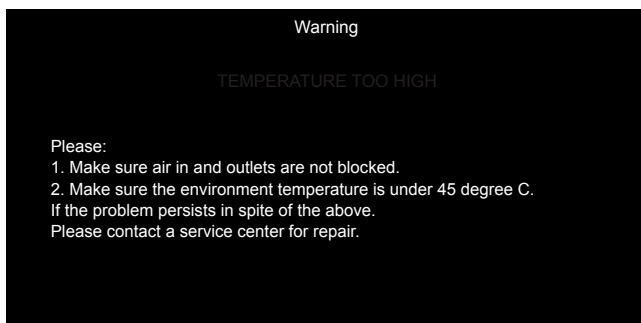 Warning
TEMPERATURE TOO HIGH
Please:
1. Make sure air in and outlets are not blocked.
2. Make sure the environment temperature is under 45 degree C.
If the problem persists in spite of the above.
Please contact a service center for repair.